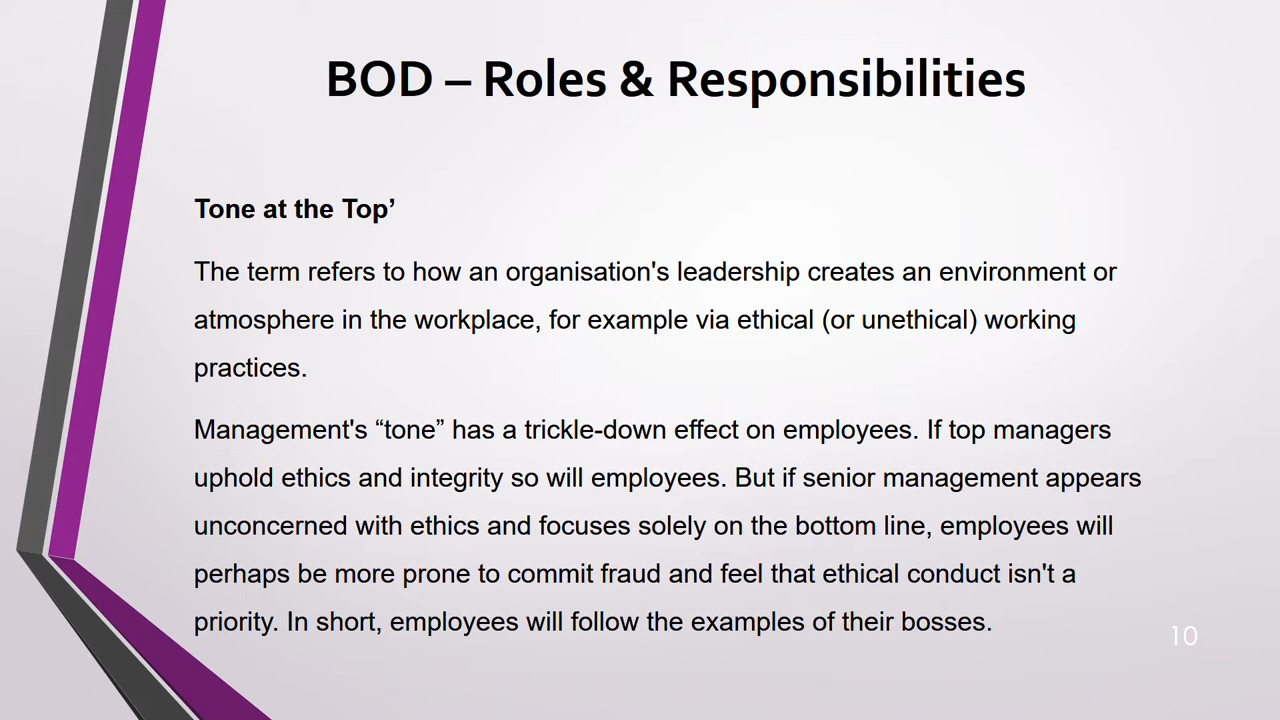 BOD – Roles & Responsibilities
Tone at the Top’
The term refers to how an organisation's leadership creates an environment or
atmosphere in the workplace, for example via ethical (or unethical) working
practices.
Management's “tone” has a trickle-down effect on employees. If top managers
uphold ethics and integrity so will employees. But if senior management appears
unconcerned with ethics and focuses solely on the bottom line, employees will
perhaps be more prone to commit fraud and feel that ethical conduct isn't a
priority. In short, employees will follow the examples of their bosses.
10